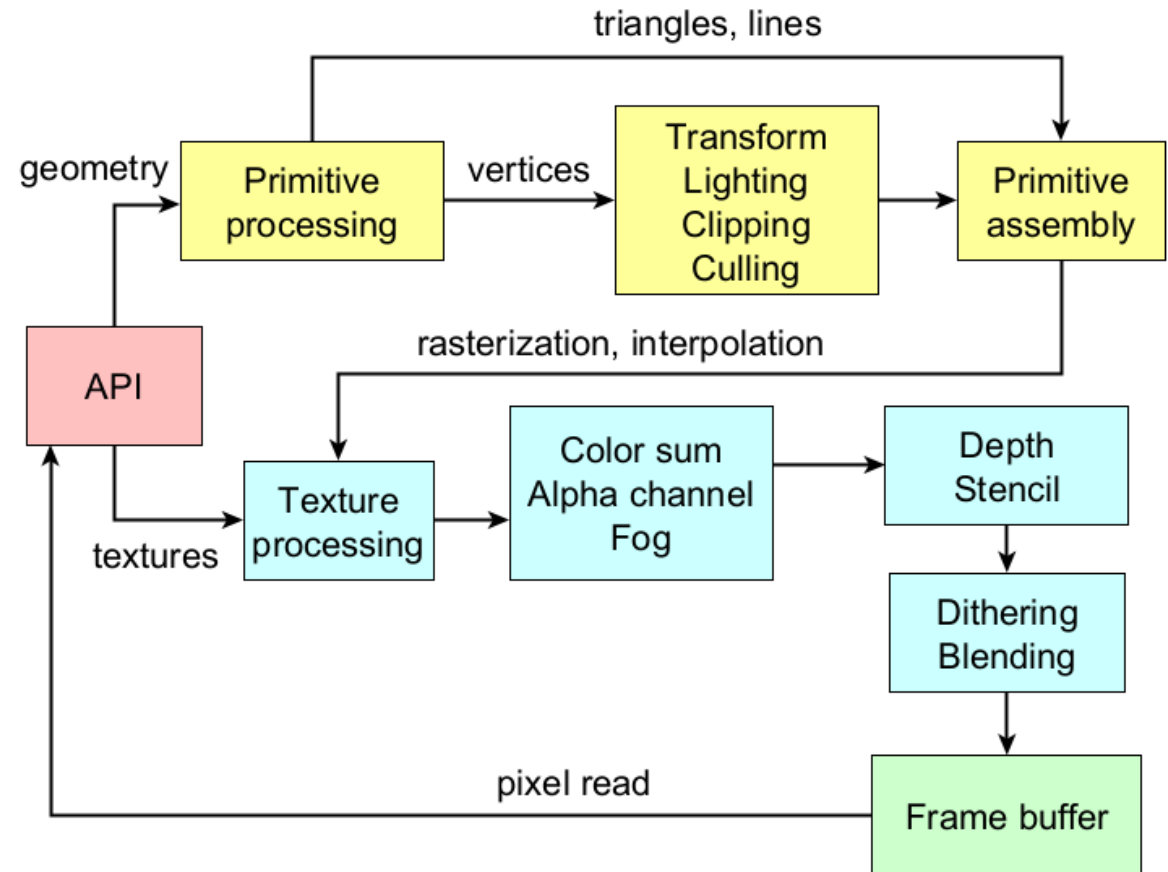 triangles, lines
geometry
Primitive
processing
vertices
Transform
Lighting
Clipping
Culling
Primitive
assembly
rasterization, interpolation
API
textures
Texture
processing
Color sum
Alpha channel
Fog
Depth
Stencil
Dithering
Blending
pixel read
Frame buffer